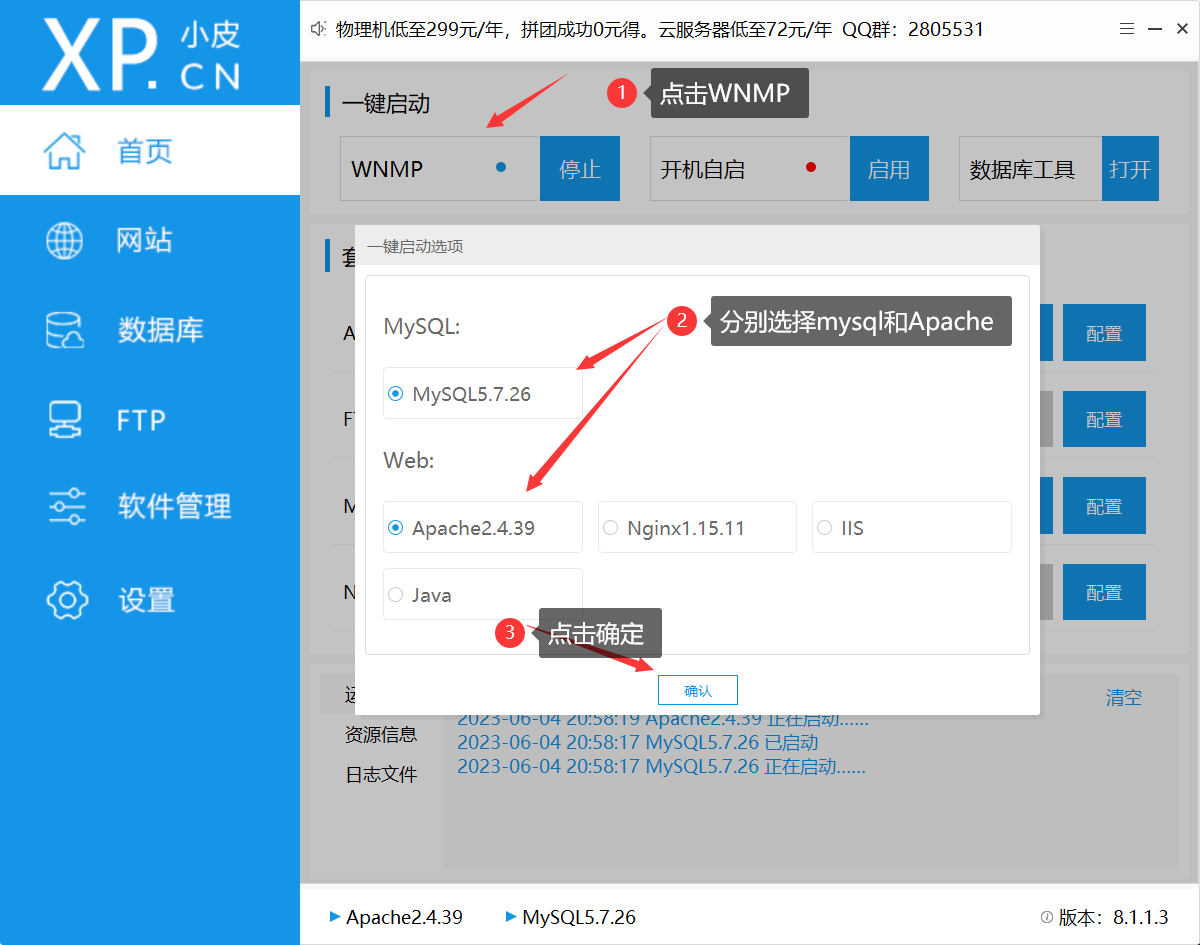 XP.CN 小皮
物理机低至299元/年，拼团成功0元得。云服务器低至72元/年 QQ群：2805531
首页
网站
数据库
FTP
软件管理
设置
一键启动
1 点击WNMP
WNMP 停止 开机自启 启用 数据库工具 打开
套
一键启动选项
MySQL:
2 分别选择mysql和Apache
MySQL5.7.26
Web:
Apache2.4.39 Nginx1.15.11 IIS
Java
3 点击确定
确认
A 配置
F 配置
M 配置
N 配置
运 清空
资源信息
日志文件
2023-06-04 20:58:19 Apache2.4.39 正在启动......
2023-06-04 20:58:17 MySQL5.7.26 已启动
2023-06-04 20:58:17 MySQL5.7.26 正在启动......
Apache2.4.39 MySQL5.7.26 版本：8.1.1.3